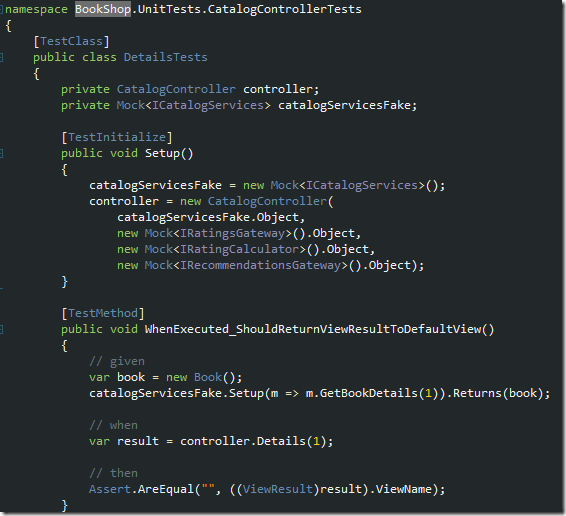 namespace BookShop.UnitTests.CatalogControllerTests
{
    [TestClass]
    public class DetailsTests
    {
        private CatalogController controller;
        private Mock<ICatalogServices> catalogServicesFake;

        [TestInitialize]
        public void Setup()
        {
            catalogServicesFake = new Mock<ICatalogServices>();
            controller = new CatalogController(
                catalogServicesFake.Object,
                new Mock<IRatingsGateway>().Object,
                new Mock<IRatingCalculator>().Object,
                new Mock<IRecommendationsGateway>().Object);
        }

        [TestMethod]
        public void WhenExecuted_ShouldReturnViewResultToDefaultView()
        {
            // given
            var book = new Book();
            catalogServicesFake.Setup(m => m.GetBookDetails(1)).Returns(book);

            // when
            var result = controller.Details(1);

            // then
            Assert.AreEqual("", ((ViewResult)result).ViewName);
        }